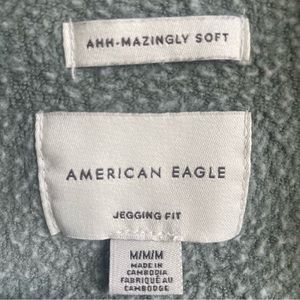 AHH-MAZINGLY SOFT
AMERICAN EAGLE
JEGGING FIT
M/M/M
MADE IN
CAMBODIA
FABRIQUÉ AU
CAMBODGE